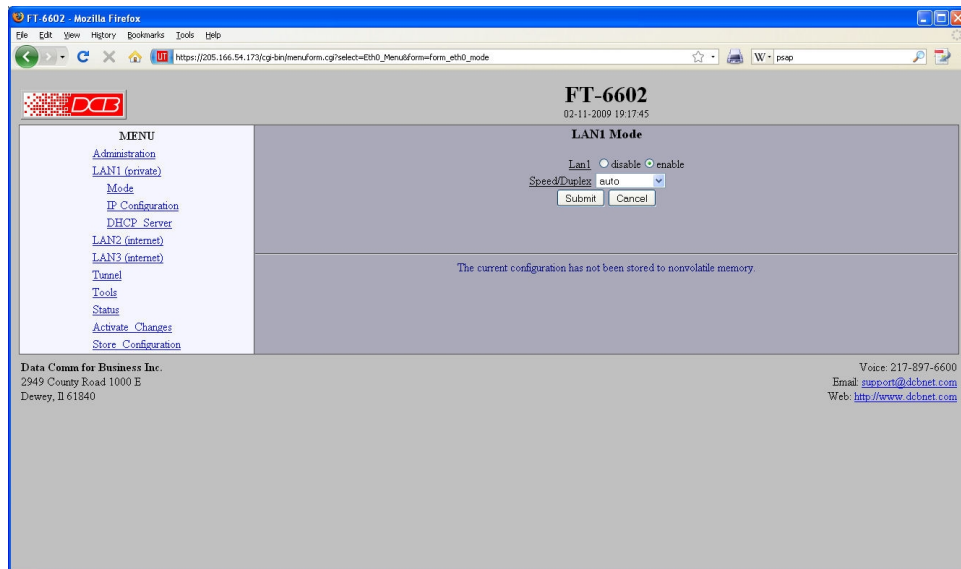 FT-6602 - Mozilla Firefox
File Edit View History Bookmarks Tools Help
https://205.166.54.173/cgi-bin/menuform.cgi?select=Eth0_Menu&form=form_eth0_mode
W psap
DCB
FT-6602
02-11-2009 19:17:45
MENU
Administration
LAN1 (private)
Mode
IP Configuration
DHCP Server
LAN2 (internet)
LAN3 (internet)
Tunnel
Tools
Status
Activate Changes
Store Configuration
LAN1 Mode
Lan1 disable enable
Speed/Duplex auto
Submit Cancel
The current configuration has not been stored to nonvolatile memory.
Data Comm for Business Inc.
2949 County Road 1000 E
Dewey, Il 61840
Voice: 217-897-6600
Email: support@dcbnet.com
Web: http://www.dcbnet.com